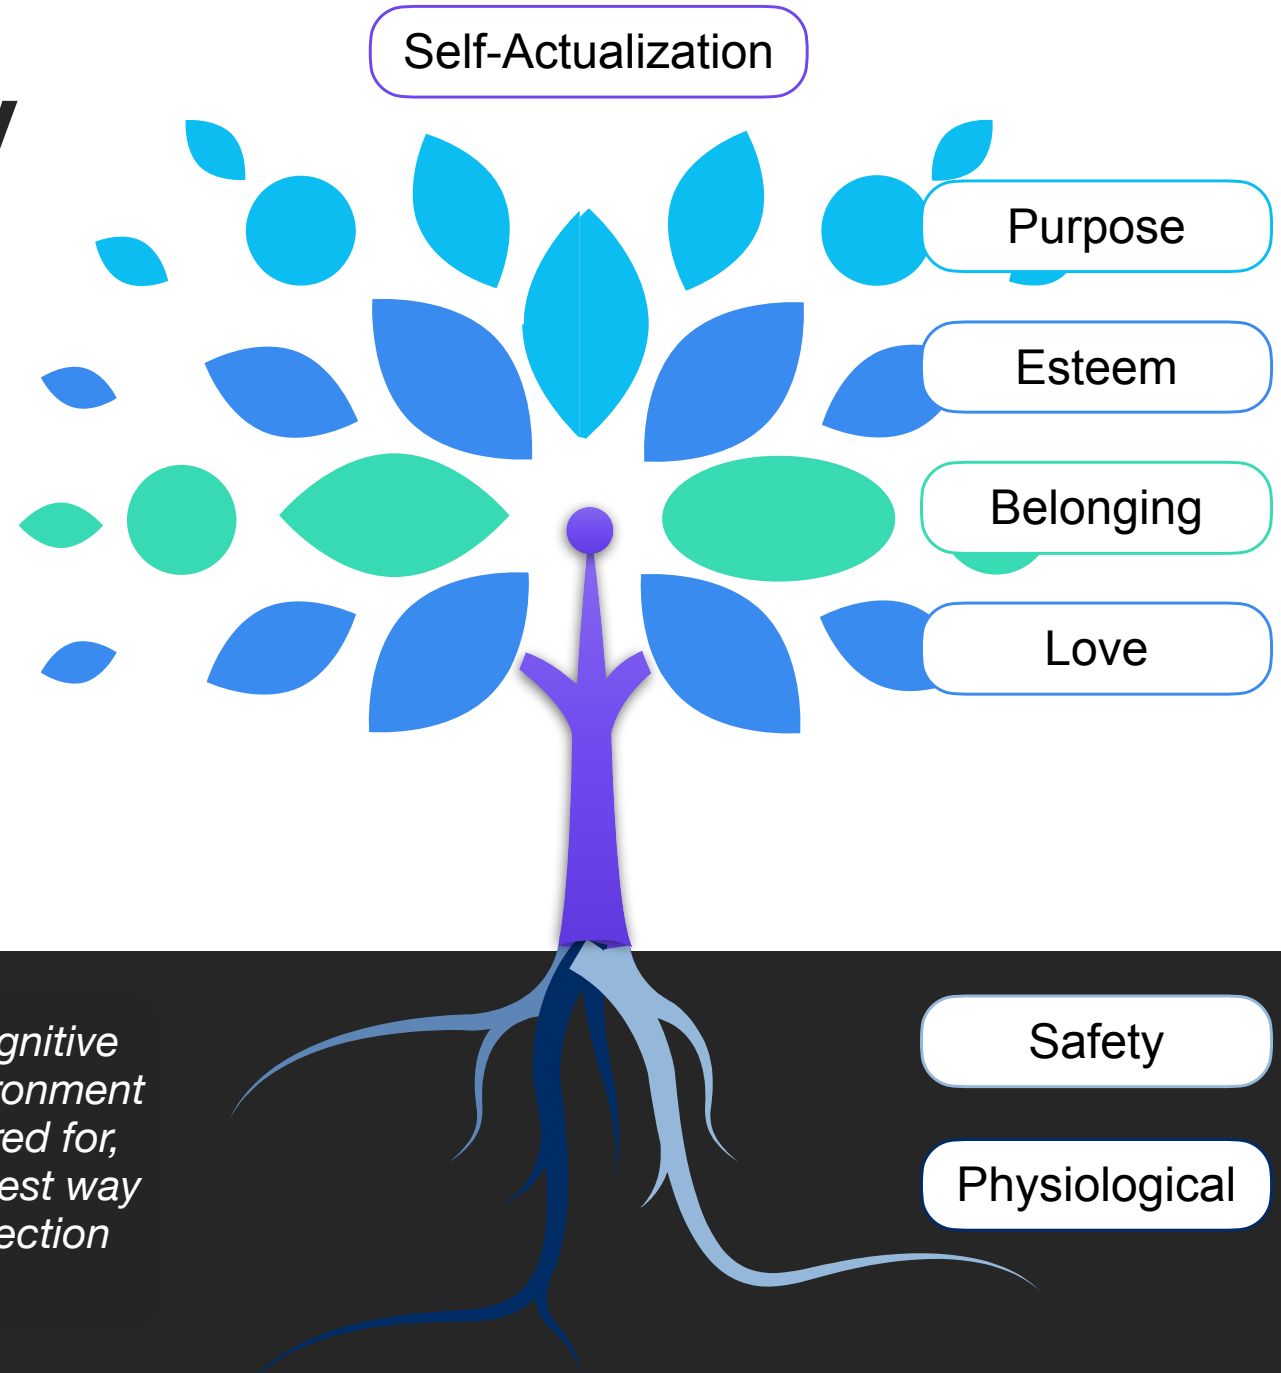 Self-Actualization
Purpose
Esteem
Belonging
Love
Safety
Physiological
gnitive
ronment
red for,
est way
ection